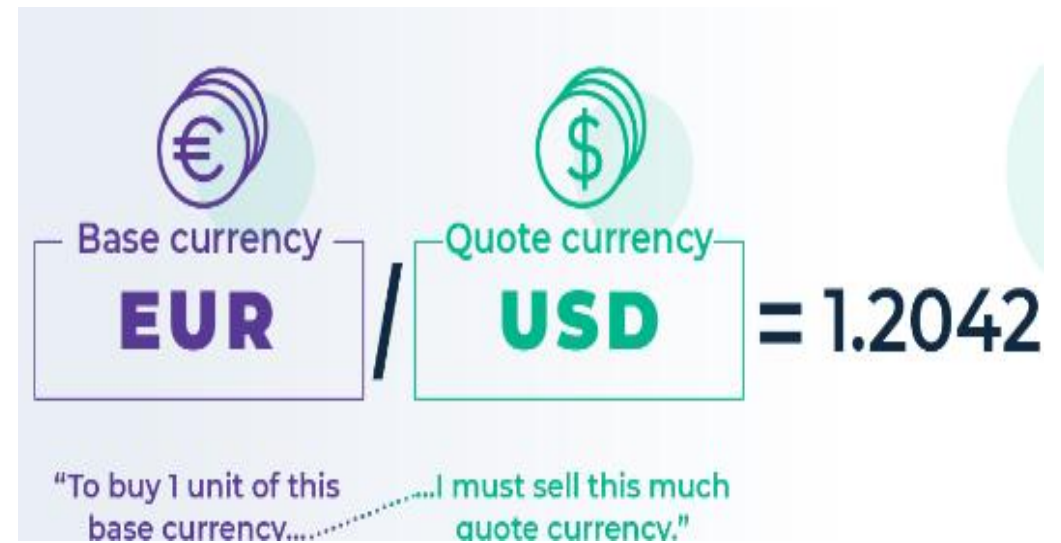 €
$
Base currency
Quote currency
EUR / USD = 1.2042
“To buy 1 unit of this
base currency...
...I must sell this much
quote currency.”